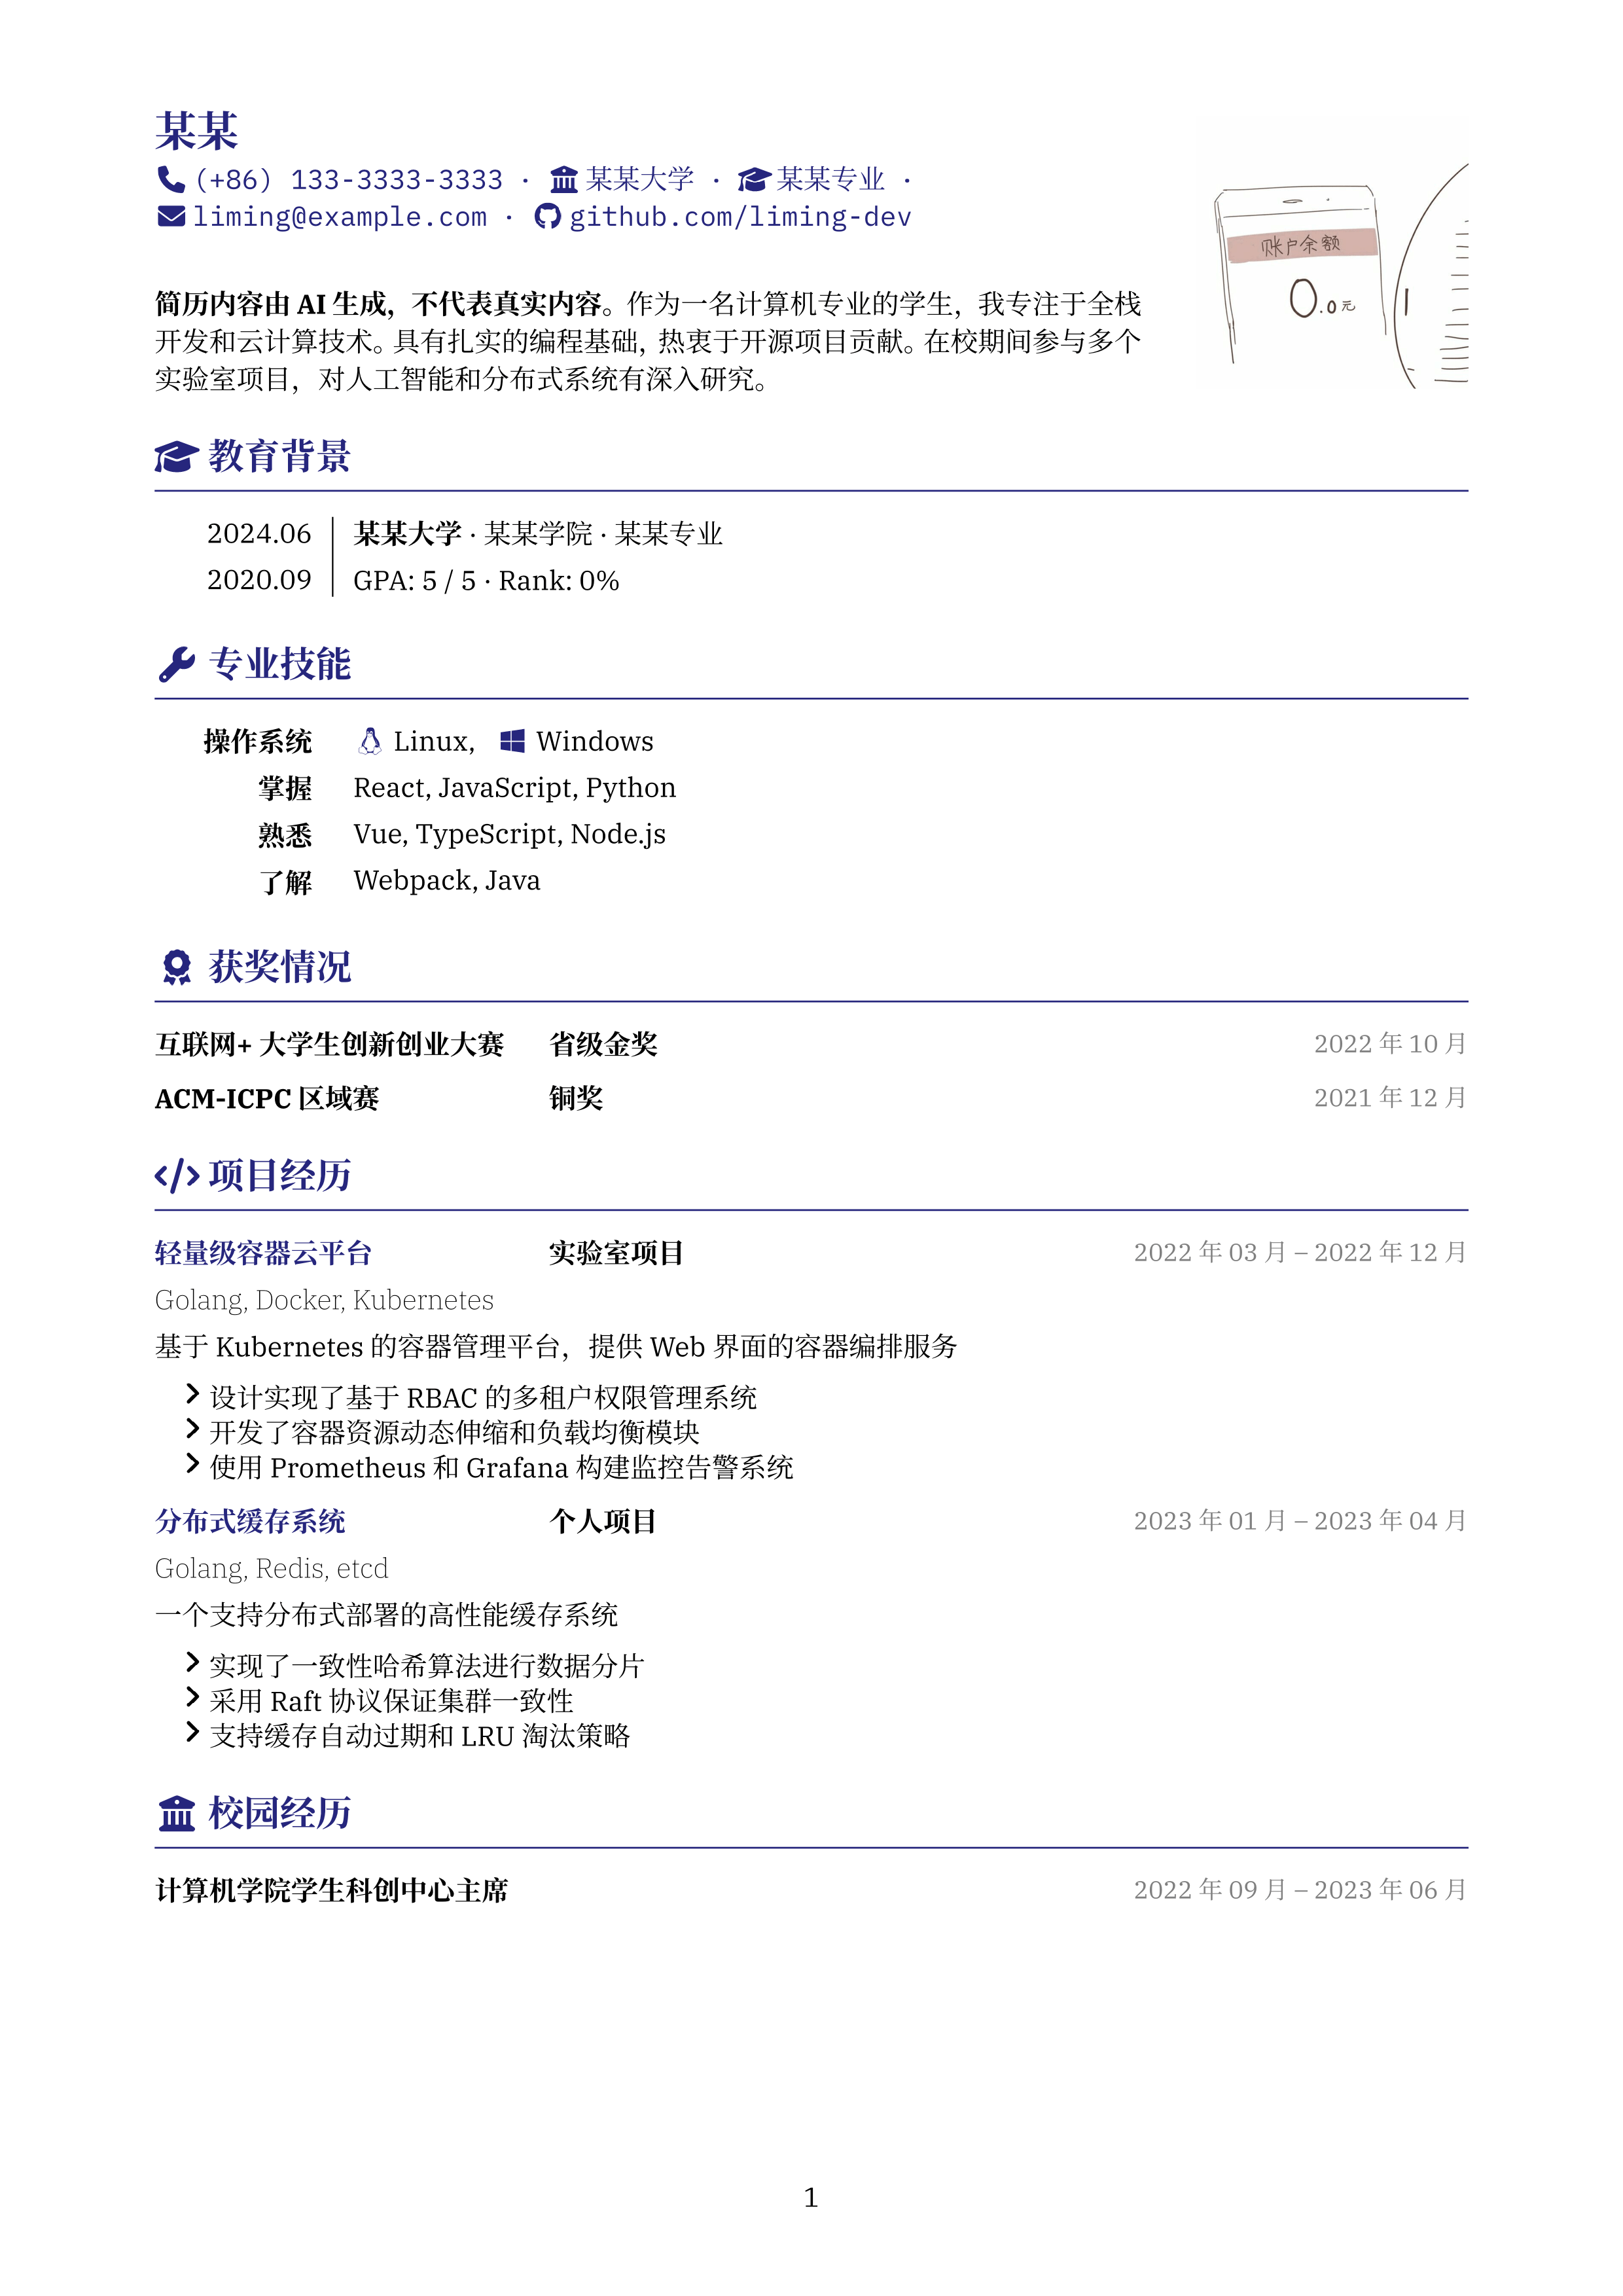 某某
(+86) 133-3333-3333 · 某某大学 · 某某专业 ·
liming@example.com · github.com/liming-dev
账户余额
0.0元
简历内容由 AI 生成，不代表真实内容。作为一名计算机专业的学生，我专注于全栈
开发和云计算技术。具有扎实的编程基础，热衷于开源项目贡献。在校期间参与多个
实验室项目，对人工智能和分布式系统有深入研究。
教育背景
2024.06 某某大学 · 某某学院 · 某某专业
2020.09 GPA: 5 / 5 · Rank: 0%
专业技能
操作系统 Linux, Windows
掌握 React, JavaScript, Python
熟悉 Vue, TypeScript, Node.js
了解 Webpack, Java
获奖情况
互联网+ 大学生创新创业大赛 省级金奖 2022 年 10 月
ACM-ICPC 区域赛 铜奖 2021 年 12 月
项目经历
轻量级容器云平台 实验室项目 2022 年 03 月 – 2022 年 12 月
Golang, Docker, Kubernetes
基于 Kubernetes 的容器管理平台，提供 Web 界面的容器编排服务
设计实现了基于 RBAC 的多租户权限管理系统
开发了容器资源动态伸缩和负载均衡模块
使用 Prometheus 和 Grafana 构建监控告警系统
分布式缓存系统 个人项目 2023 年 01 月 – 2023 年 04 月
Golang, Redis, etcd
一个支持分布式部署的高性能缓存系统
实现了一致性哈希算法进行数据分片
采用 Raft 协议保证集群一致性
支持缓存自动过期和 LRU 淘汰策略
校园经历
计算机学院学生科创中心主席 2022 年 09 月 – 2023 年 06 月
1